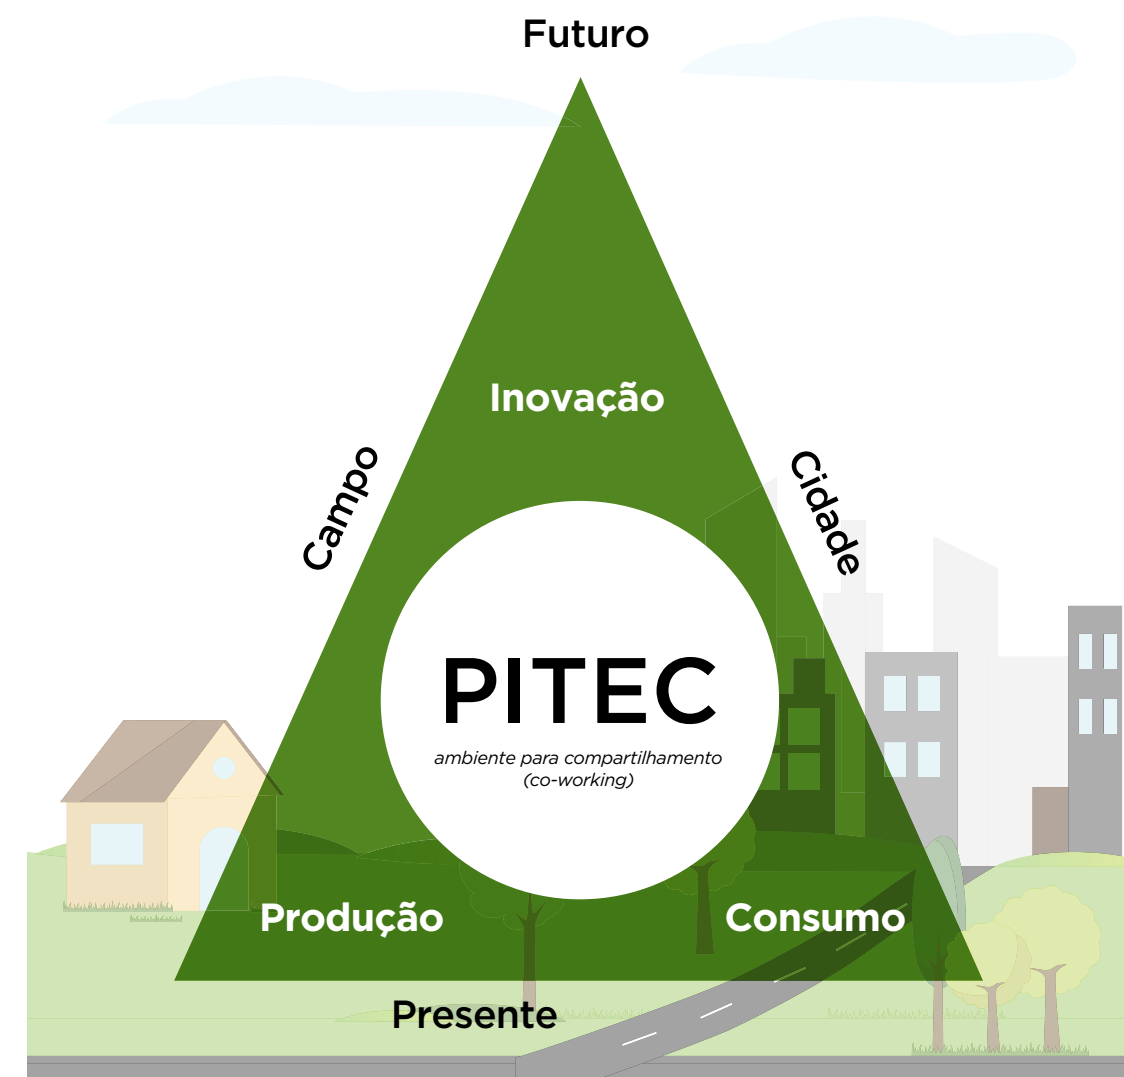 Futuro
Inovação
Campo
Cidade
PITEC
ambiente para compartilhamento
(co-working)
Produção
Consumo
Presente